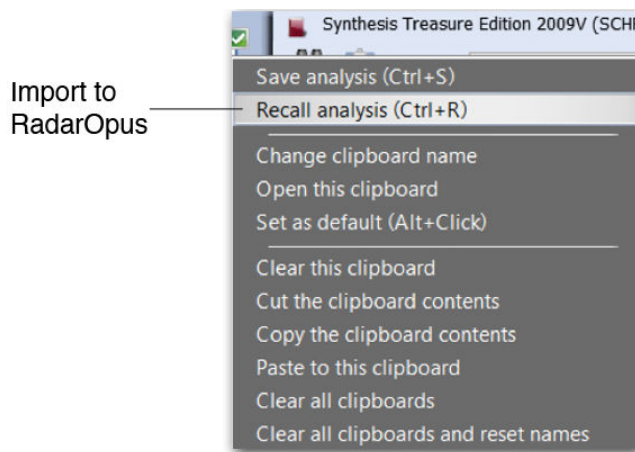 Synthesis Treasure Edition 2009V (SCH
Save analysis (Ctrl+S)
Import to
RadarOpus
Recall analysis (Ctrl+R)
Change clipboard name
Open this clipboard
Set as default (Alt+Click)
Clear this clipboard
Cut the clipboard contents
Copy the clipboard contents
Paste to this clipboard
Clear all clipboards
Clear all clipboards and reset names